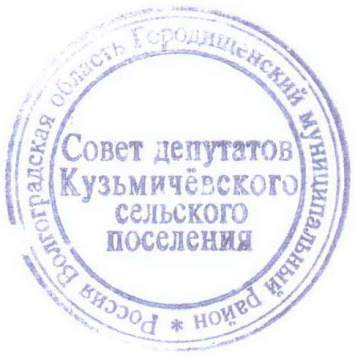 Россия Волгоградская область Городищенский муниципальный район *
Совет депутатов
Кузьмичёвского
сельского
поселения